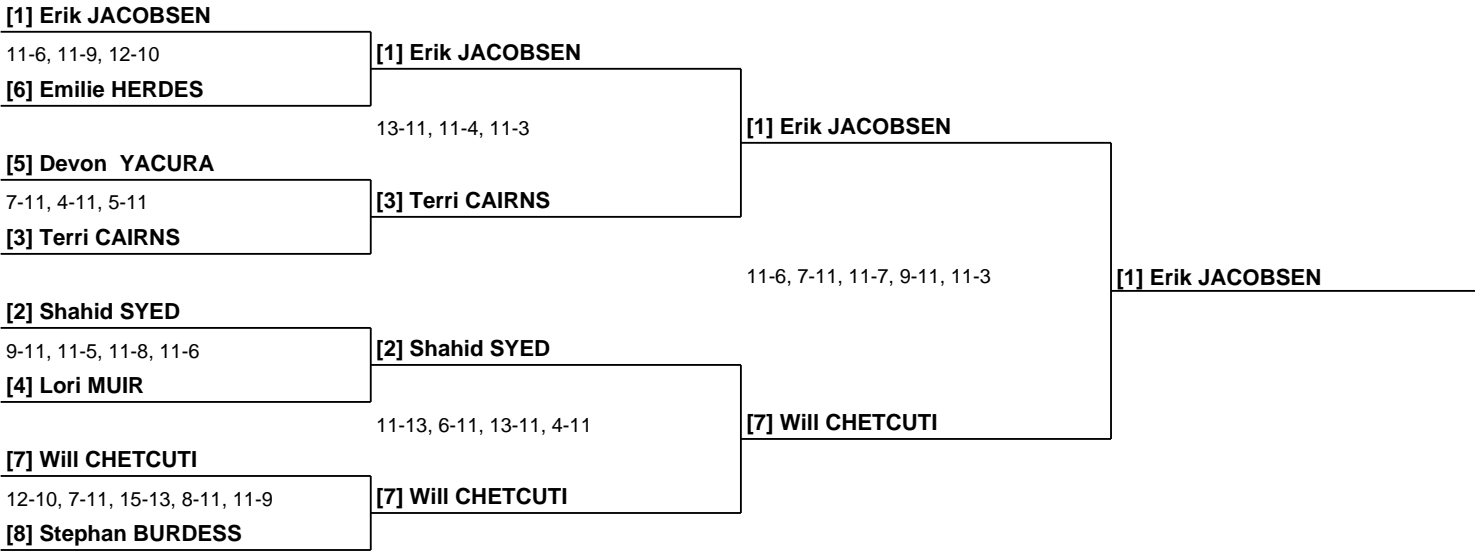 [1] Erik JACOBSEN
11-6, 11-9, 12-10
[1] Erik JACOBSEN
[6] Emilie HERDES
13-11, 11-4, 11-3
[1] Erik JACOBSEN
[5] Devon  YACURA
7-11, 4-11, 5-11
[3] Terri CAIRNS
[3] Terri CAIRNS
11-6, 7-11, 11-7, 9-11, 11-3
[1] Erik JACOBSEN
[2] Shahid SYED
9-11, 11-5, 11-8, 11-6
[2] Shahid SYED
[4] Lori MUIR
11-13, 6-11, 13-11, 4-11
[7] Will CHETCUTI
[7] Will CHETCUTI
12-10, 7-11, 15-13, 8-11, 11-9
[7] Will CHETCUTI
[8] Stephan BURDESS